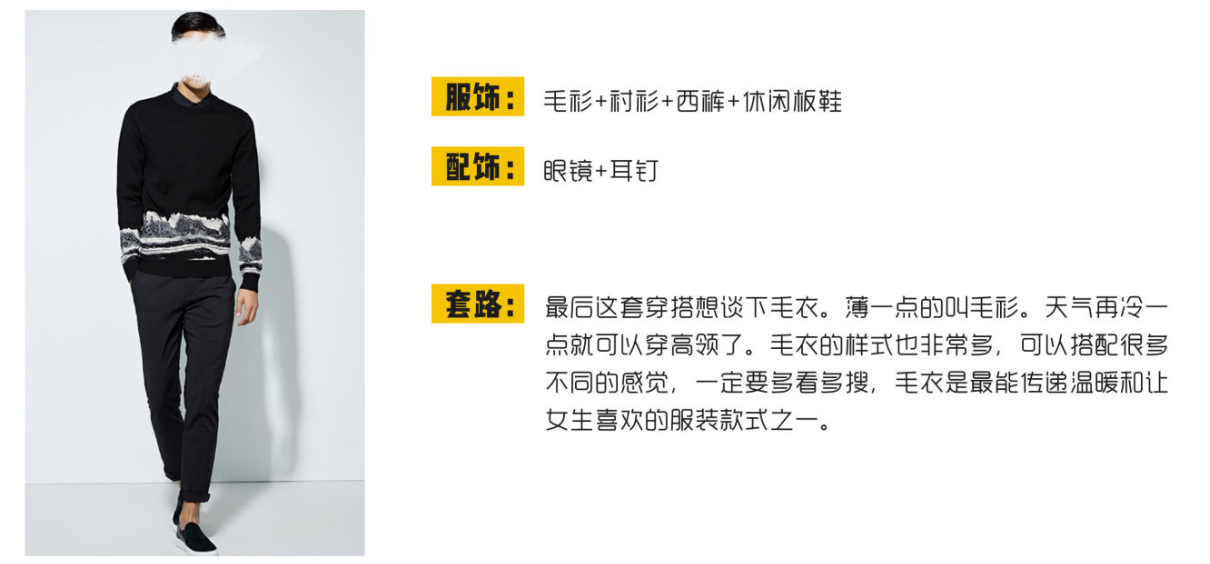 服饰：毛衫+衬衫+西裤+休闲板鞋
配饰：眼镜+耳钉
套路：最后这套穿搭想谈下毛衣。薄一点的叫毛衫。天气再冷一
点就可以穿高领了。毛衣的样式也非常多，可以搭配很多
不同的感觉，一定要多看多搜，毛衣是最能传递温暖和让
女生喜欢的服装款式之一。